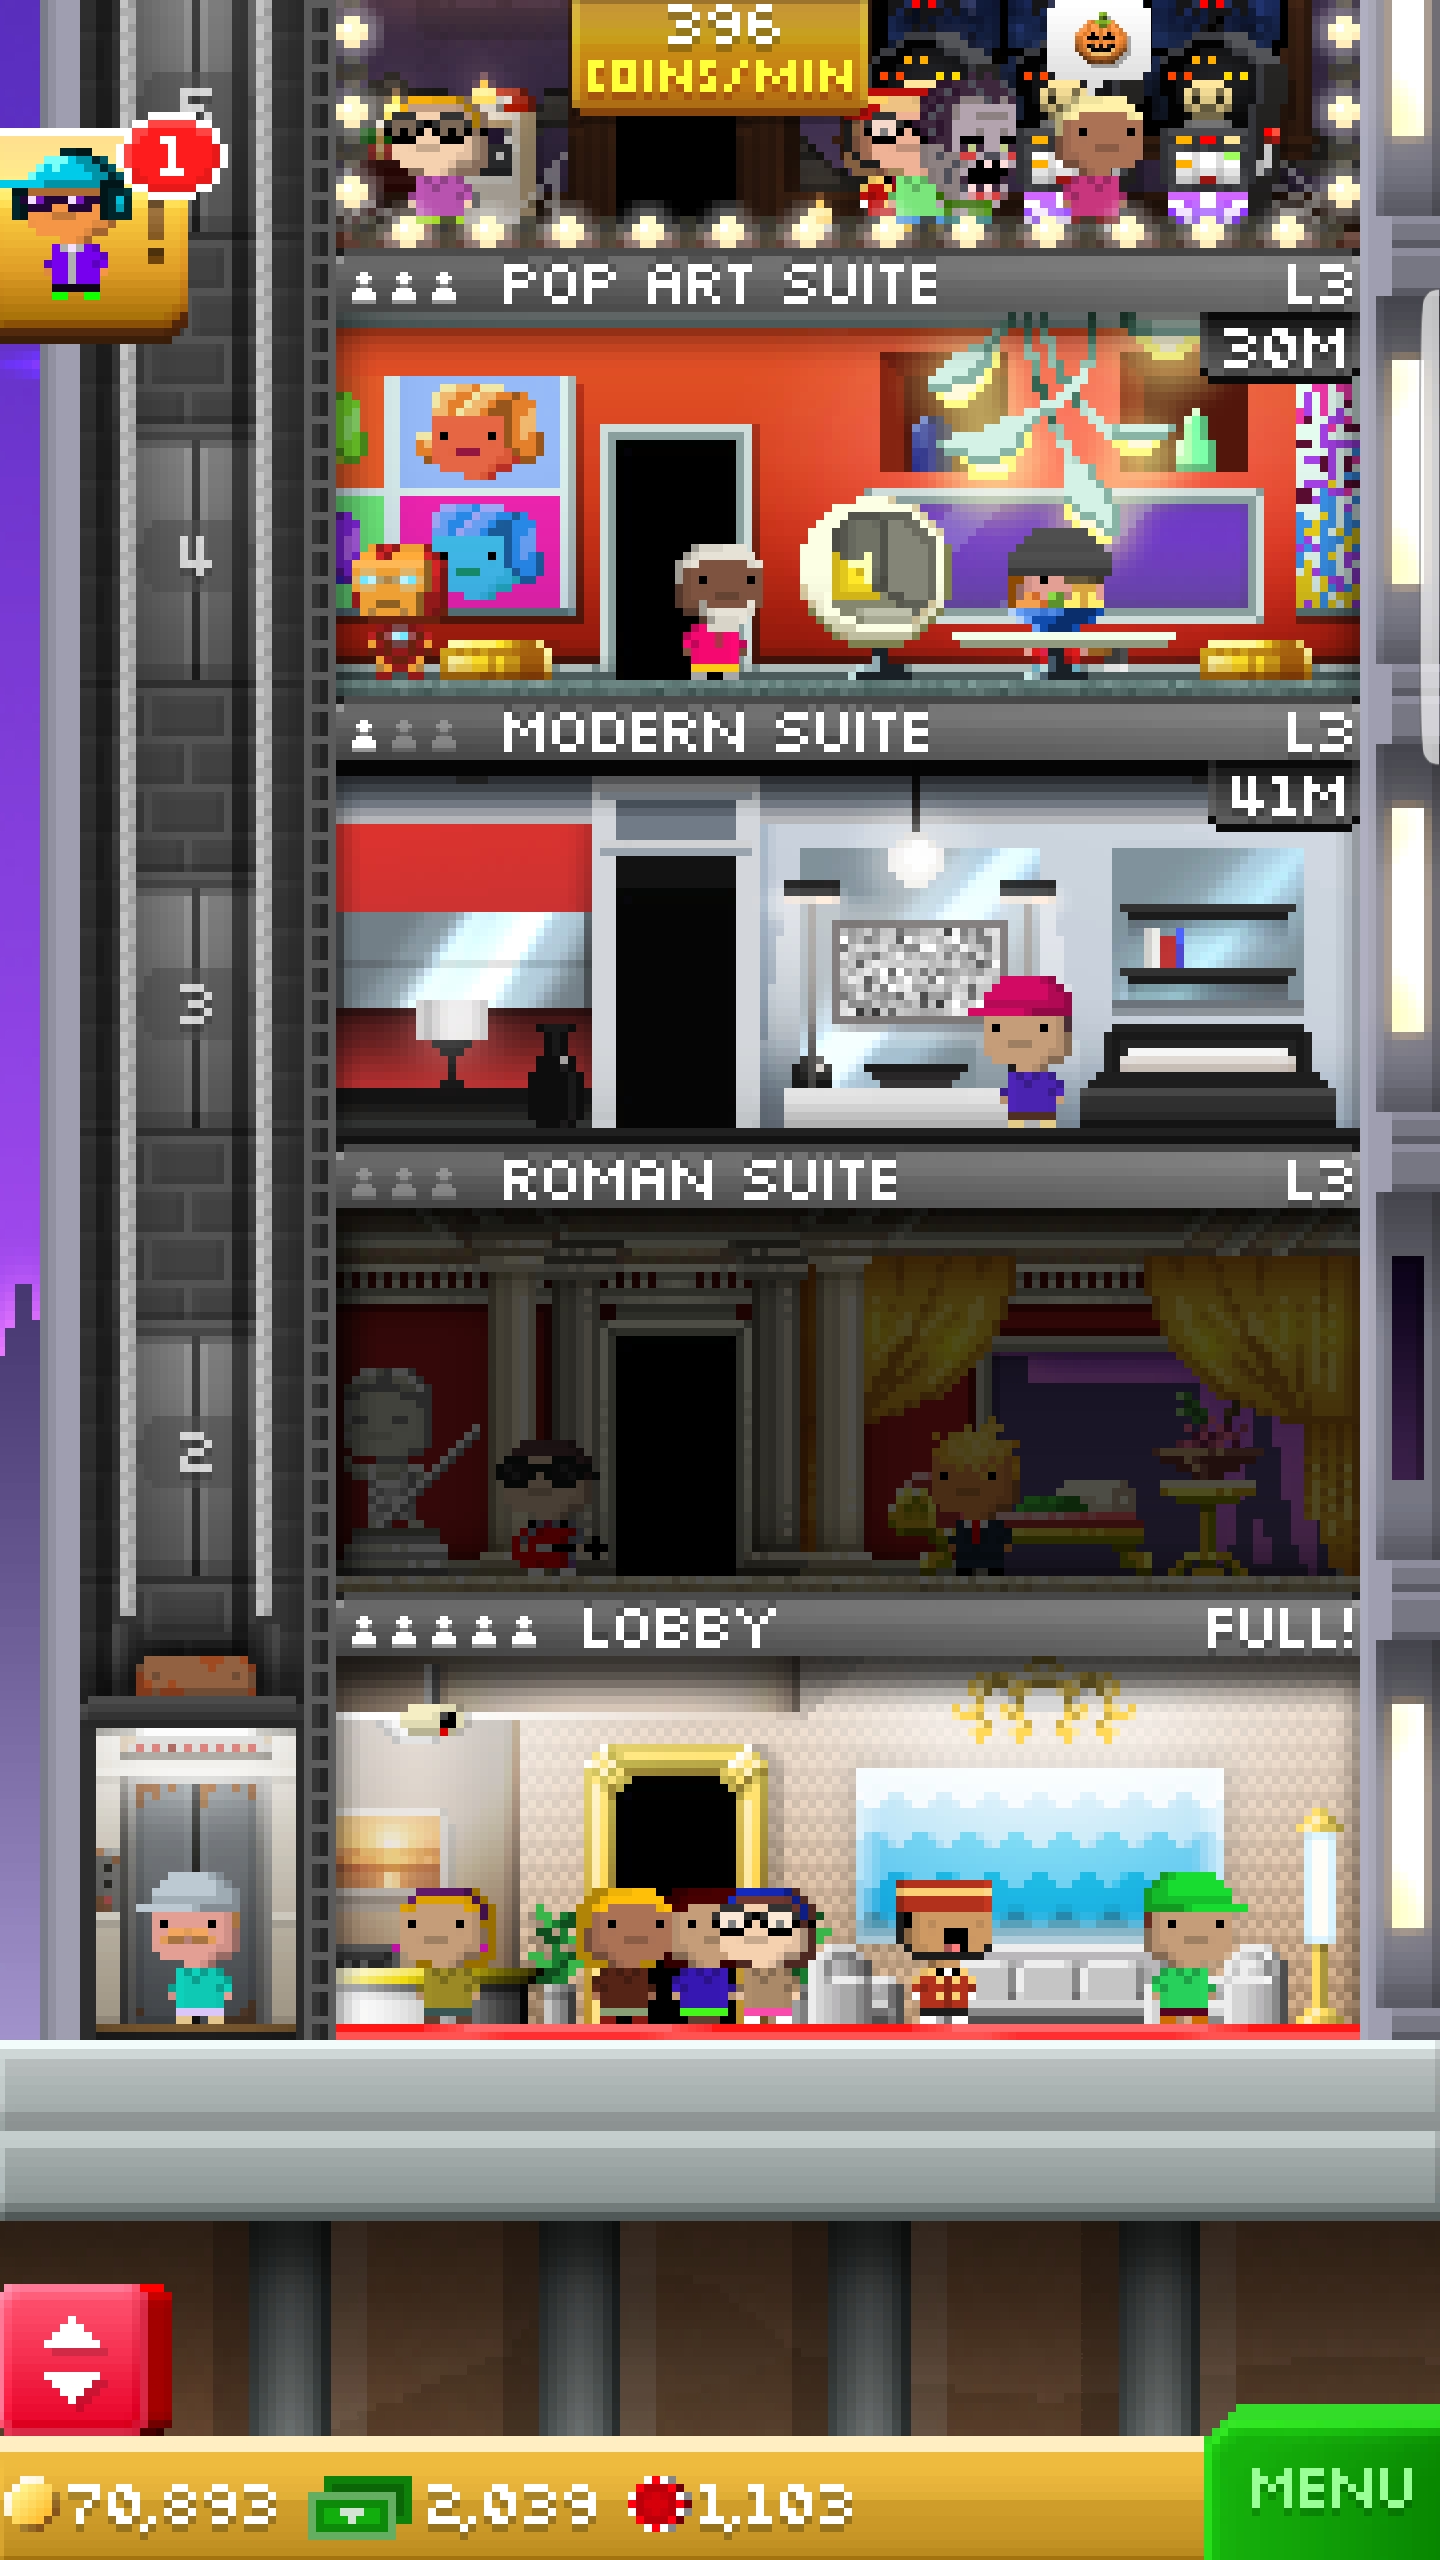 396
COINS/MIN
5
1
POP ART SUITE L3
30M
4
MODERN SUITE L3
41M
3
ROMAN SUITE L3
2
LOBBY FULL!
70,893 2,039 1,103
MENU